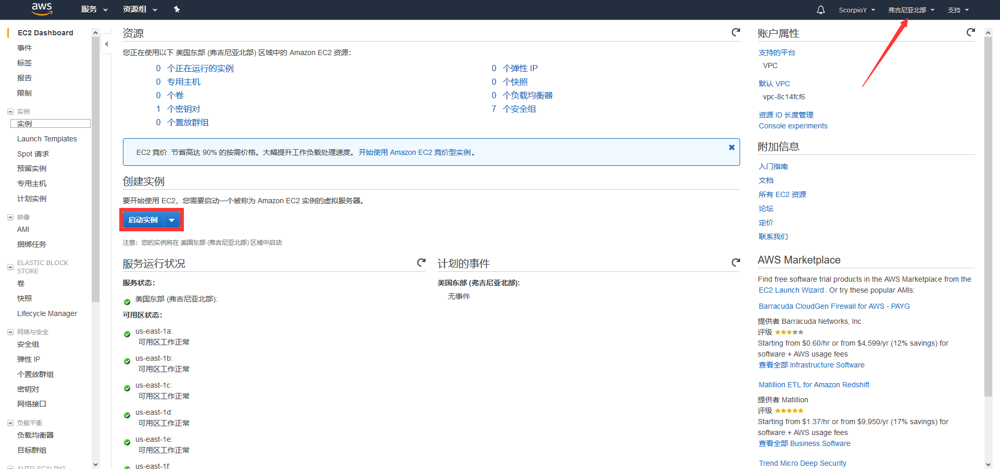 aws
服务
资源组
ScorpioY
弗吉尼亚北部
支持
EC2 Dashboard
事件
标签
报告
限制
实例
实例
Launch Templates
Spot 请求
预留实例
专用主机
计划实例
映像
AMI
捆绑任务
ELASTIC BLOCK
STORE
卷
快照
Lifecycle Manager
网络与安全
安全组
弹性 IP
个置放群组
密钥对
网络接口
负载平衡
负载均衡器
目标群组
AUTO SCALING
资源
您正在使用以下 美国东部 (弗吉尼亚北部) 区域中的 Amazon EC2 资源:
0 个正在运行的实例
0 专用主机
0 个卷
1 个密钥对
0 个置放群组
0 个弹性 IP
0 个快照
0 个负载均衡器
7 个安全组
EC2 竞价. 节省高达 90% 的按需价格。大幅提升工作负载处理速度。 开始使用 Amazon EC2 竞价型实例。
创建实例
要开始使用 EC2，您需要启动一个被称为 Amazon EC2 实例的虚拟服务器。
启动实例
注意：您的实例将在 美国东部 (弗吉尼亚北部) 区域中启动
服务运行状况
服务状态：
美国东部 (弗吉尼亚北部):
可用区状态：
us-east-1a:
可用区工作正常
us-east-1b:
可用区工作正常
us-east-1c:
可用区工作正常
us-east-1d:
可用区工作正常
us-east-1e:
可用区工作正常
us-east-1f:
计划的事件
美国东部 (弗吉尼亚北部):
无事件
账户属性
支持的平台
VPC
默认 VPC
vpc-8c14fcf6
资源 ID 长度管理
Console experiments
附加信息
入门指南
文档
所有 EC2 资源
论坛
定价
联系我们
AWS Marketplace
Find free software trial products in the AWS Marketplace from the
EC2 Launch Wizard. Or try these popular AMIs:
Barracuda CloudGen Firewall for AWS - PAYG
提供者 Barracuda Networks, Inc.
评级
Starting from $0.60/hr or from $4,599/yr (12% savings) for
software + AWS usage fees
查看全部 Infrastructure Software
Matillion ETL for Amazon Redshift
提供者 Matillion
评级
Starting from $1.37/hr or from $9,950/yr (17% savings) for
software + AWS usage fees
查看全部 Business Software
Trend Micro Deep Security